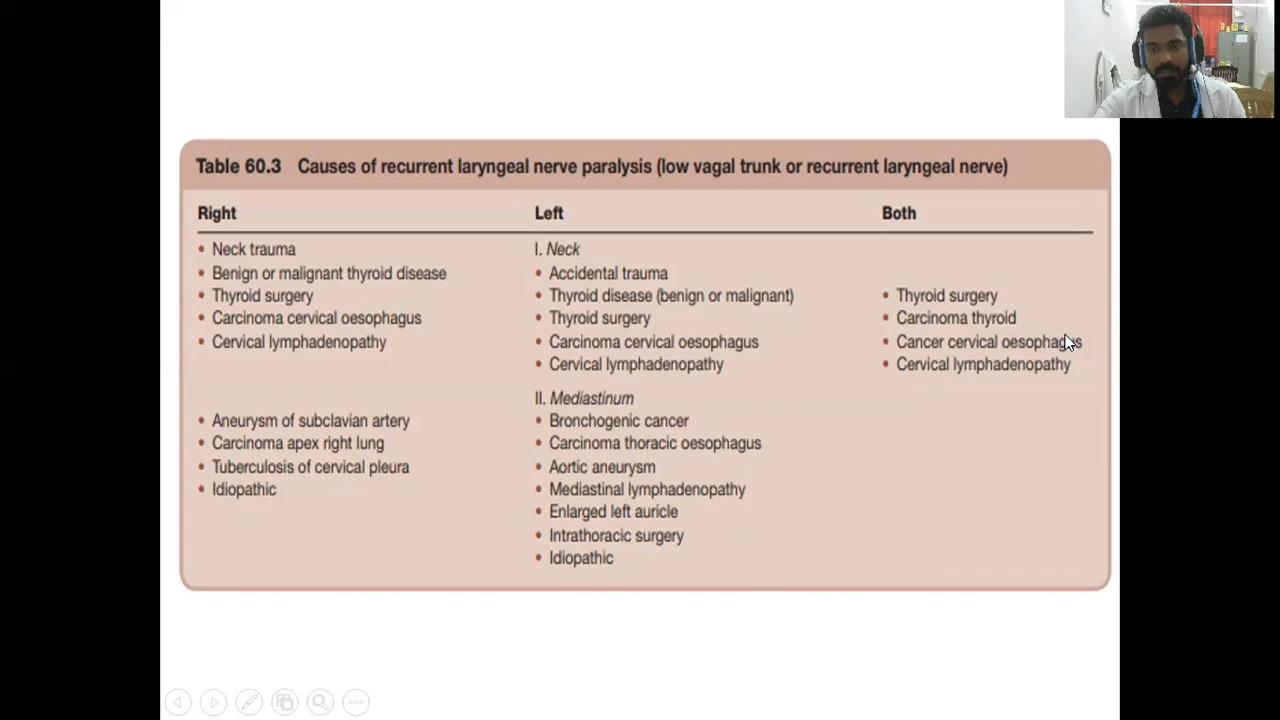 Table 60.3 Causes of recurrent laryngeal nerve paralysis (low vagal trunk or recurrent laryngeal nerve)
Right
• Neck trauma
• Benign or malignant thyroid disease
• Thyroid surgery
• Carcinoma cervical oesophagus
• Cervical lymphadenopathy
• Aneurysm of subclavian artery
• Carcinoma apex right lung
• Tuberculosis of cervical pleura
• Idiopathic
Left
I. Neck
• Accidental trauma
• Thyroid disease (benign or malignant)
• Thyroid surgery
• Carcinoma cervical oesophagus
• Cervical lymphadenopathy
II. Mediastinum
• Bronchogenic cancer
• Carcinoma thoracic oesophagus
• Aortic aneurysm
• Mediastinal lymphadenopathy
• Enlarged left auricle
• Intrathoracic surgery
• Idiopathic
Both
• Thyroid surgery
• Carcinoma thyroid
• Cancer cervical oesophagus
• Cervical lymphadenopathy